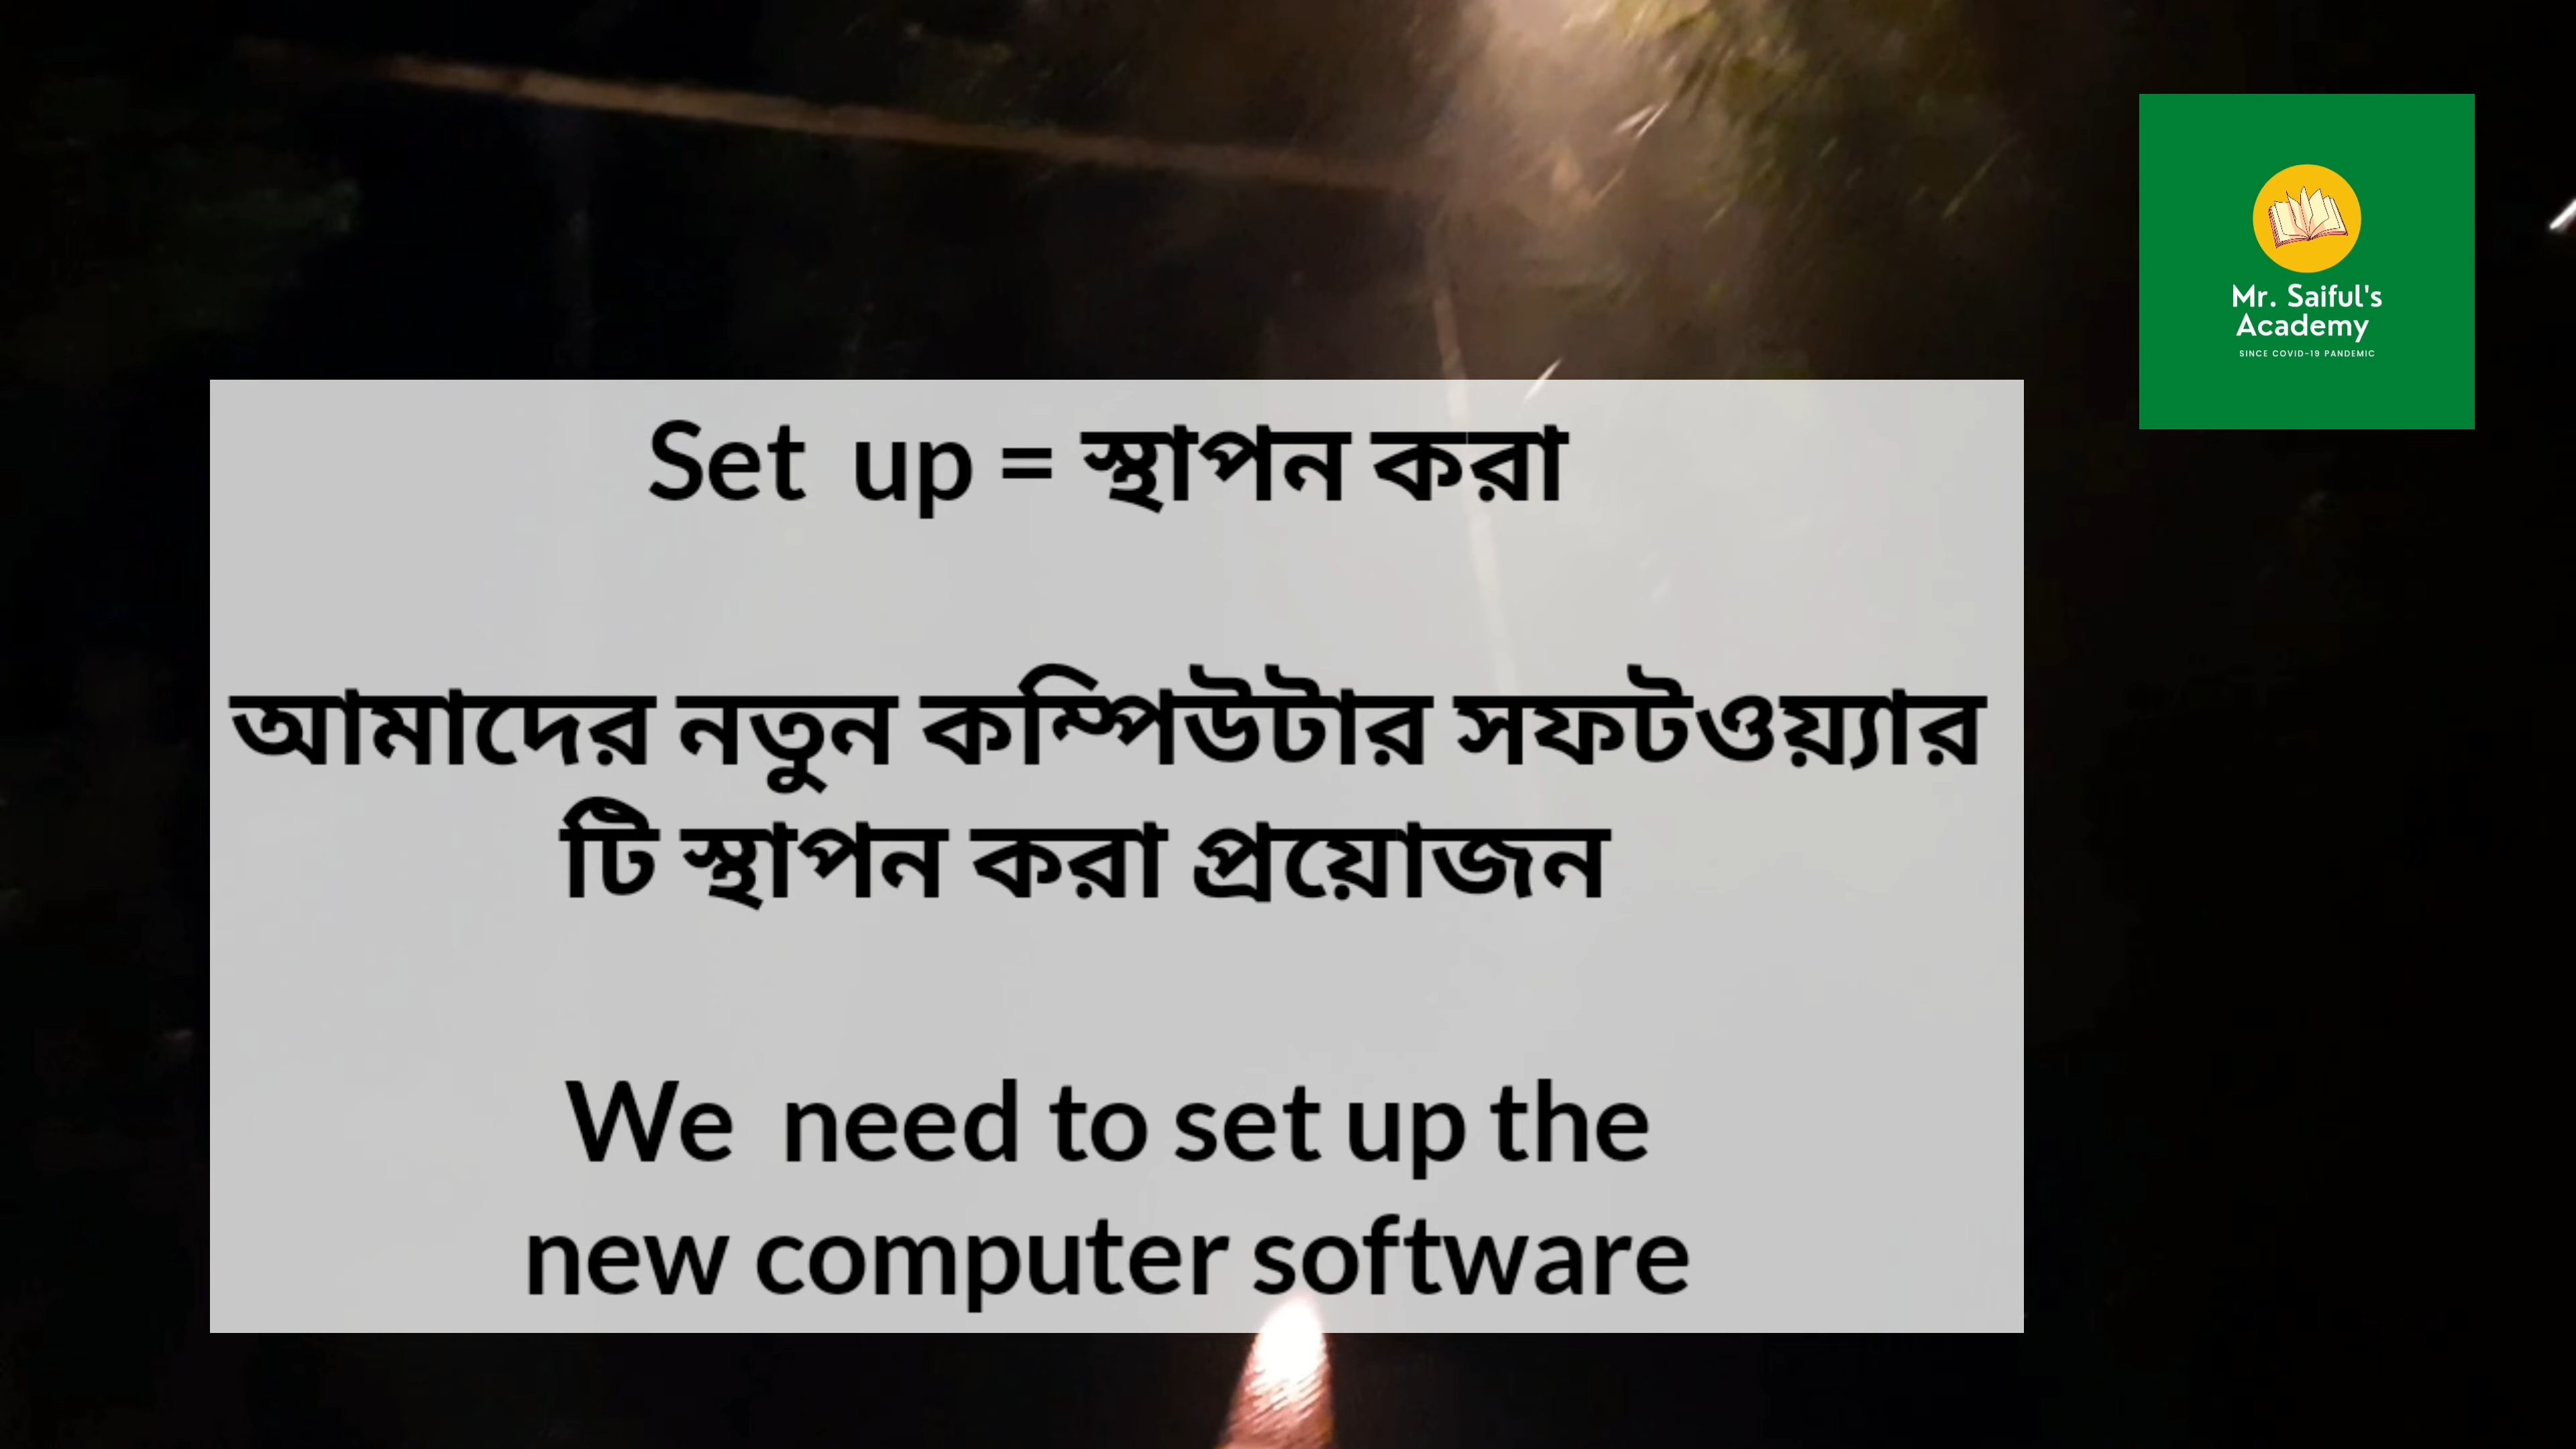 Mr. Saiful's
Academy
SINCE COVID-19 PANDEMIC
Set up = স্থাপন করা
আমাদের নতুন কম্পিউটার সফটওয়্যার
টি স্থাপন করা প্রয়োজন
We need to set up the
new computer software